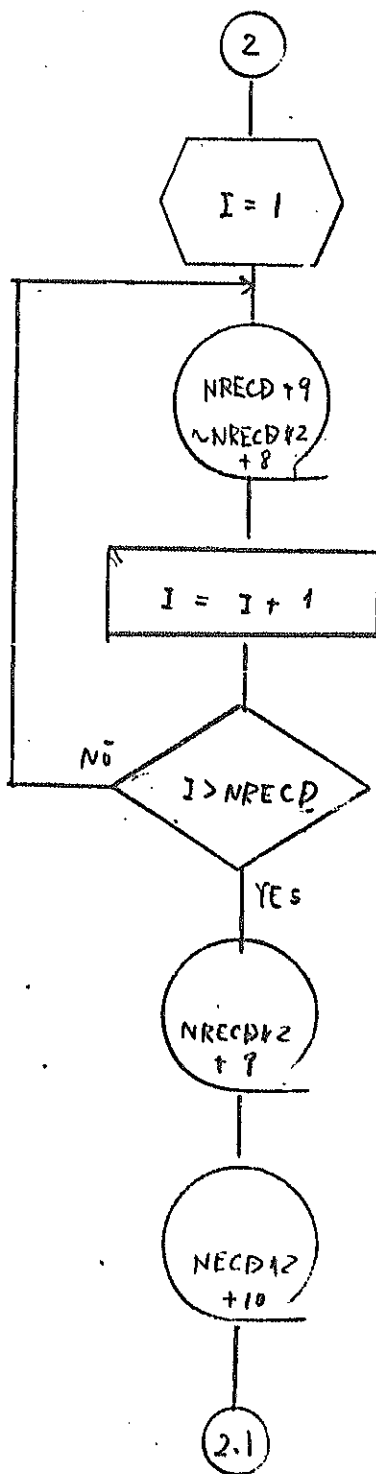 2
I = 1
NRECD + 9
~NRECD*2
+ 8
I = I + 1
NO
I > NRECD
YES
NRECD*2
+ 9
NECD*2
+ 10
2.1